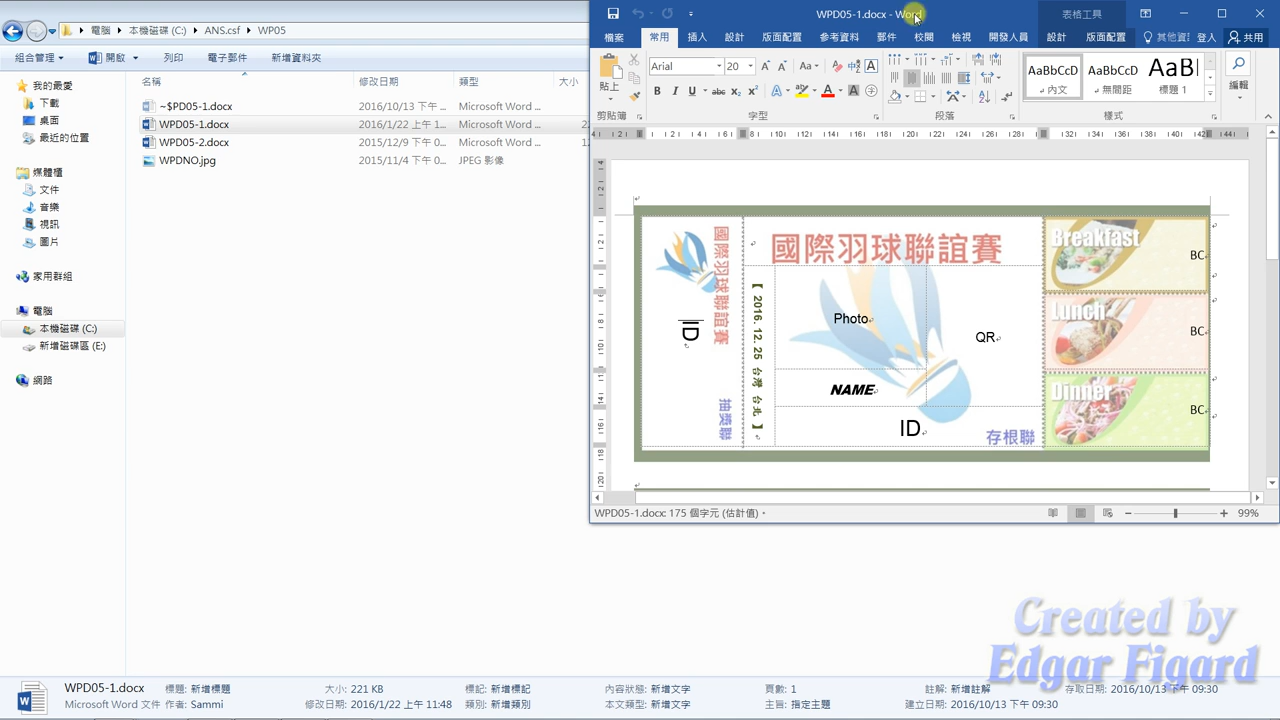 電腦 ▸ 本機磁碟 (C:) ▸ ANS.csf ▸ WP05
組合管理 開啟 列印 電子郵件 新增資料夾
我的最愛
下載
桌面
最近的位置
媒體櫃
文件
音樂
視訊
圖片
家用群組
電腦
本機磁碟 (C:)
新增磁碟區 (E:)
網路
名稱 修改日期 類型 大小
~$PD05-1.docx 2016/10/13 下午 ... Microsoft Word ...
WPD05-1.docx 2016/1/22 上午 1... Microsoft Word ... 2
WPD05-2.docx 2015/12/9 下午 0... Microsoft Word ... 1
WPDNO.jpg 2015/11/4 下午 0... JPEG 影像
WPD05-1.docx - Word 表格工具
檔案 常用 插入 設計 版面配置 參考資料 郵件 校閱 檢視 開發人員 設計 版面配置 其他資 登入 共用
貼上 Arial 20 A A Aa A
B I U abc x₂ x² A A A
AaBbCcD AaBbCcD AaB
內文 無間距 標題 1 編輯
剪貼簿 字型 段落 樣式
國際羽球聯誼賽
ID
抽獎聯
【 2016. 12. 22 台灣 台北 】
國際羽球聯誼賽
Photo
QR
NAME
ID
存根聯
Breakfast BC
Lunch BC
Dinner BC
WPD05-1.docx: 175 個字元 (估計值) 99%
Created by
Edgar Figard
WPD05-1.docx 標題: 新增標題 大小: 221 KB 標記: 新增標記 內容狀態: 新增文字 頁數: 1 註解: 新增註解 存取日期: 2016/10/13 下午 09:30
Microsoft Word 文件 作者: Sammi 修改日期: 2016/1/22 上午 11:48 類別: 新增類別 本文類型: 新增文字 主旨: 指定主題 建立日期: 2016/10/13 下午 09:30